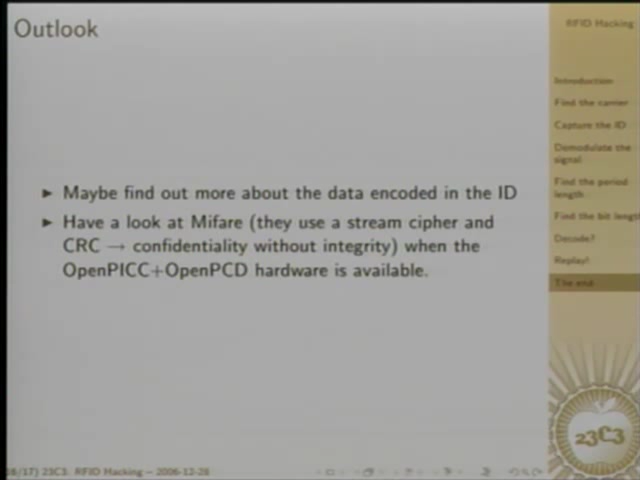 Outlook
► Maybe find out more about the data encoded in the ID
► Have a look at Mifare (they use a stream cipher and
CRC → confidentiality without integrity) when the
OpenPICC+OpenPCD hardware is available.
RFID Hacking
Introduction
Find the carrier
Capture the ID
Demodulate the
signal
Find the period
length
Find the bit length
Decode?
Replay!
The end
23C3
16/17) 23C3: RFID Hacking – 2006-12-28